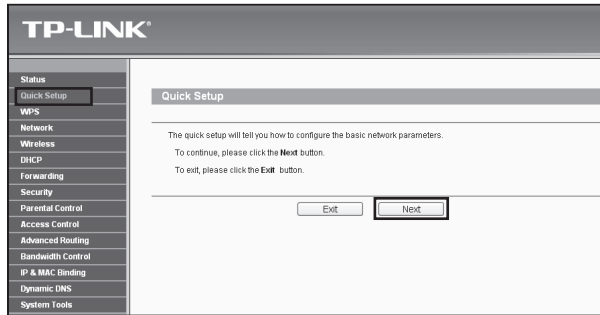 TP-LINK®
Status
Quick Setup
WPS
Network
Wireless
DHCP
Forwarding
Security
Parental Control
Access Control
Advanced Routing
Bandwidth Control
IP & MAC Binding
Dynamic DNS
System Tools
Quick Setup
The quick setup will tell you how to configure the basic network parameters.
To continue, please click the Next button.
To exit, please click the Exit button.
Exit
Next